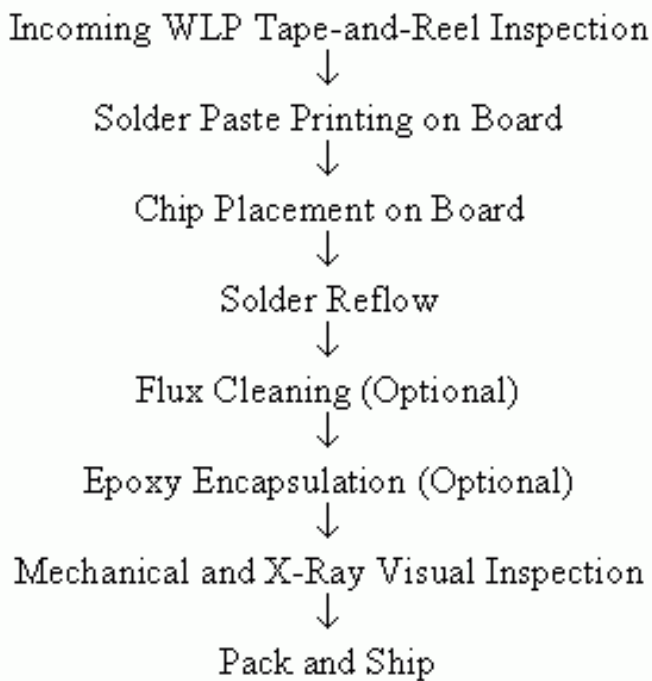 Incoming WLP Tape-and-Reel Inspection
↓
Solder Paste Printing on Board
↓
Chip Placement on Board
↓
Solder Reflow
↓
Flux Cleaning (Optional)
↓
Epoxy Encapsulation (Optional)
↓
Mechanical and X-Ray Visual Inspection
↓
Pack and Ship